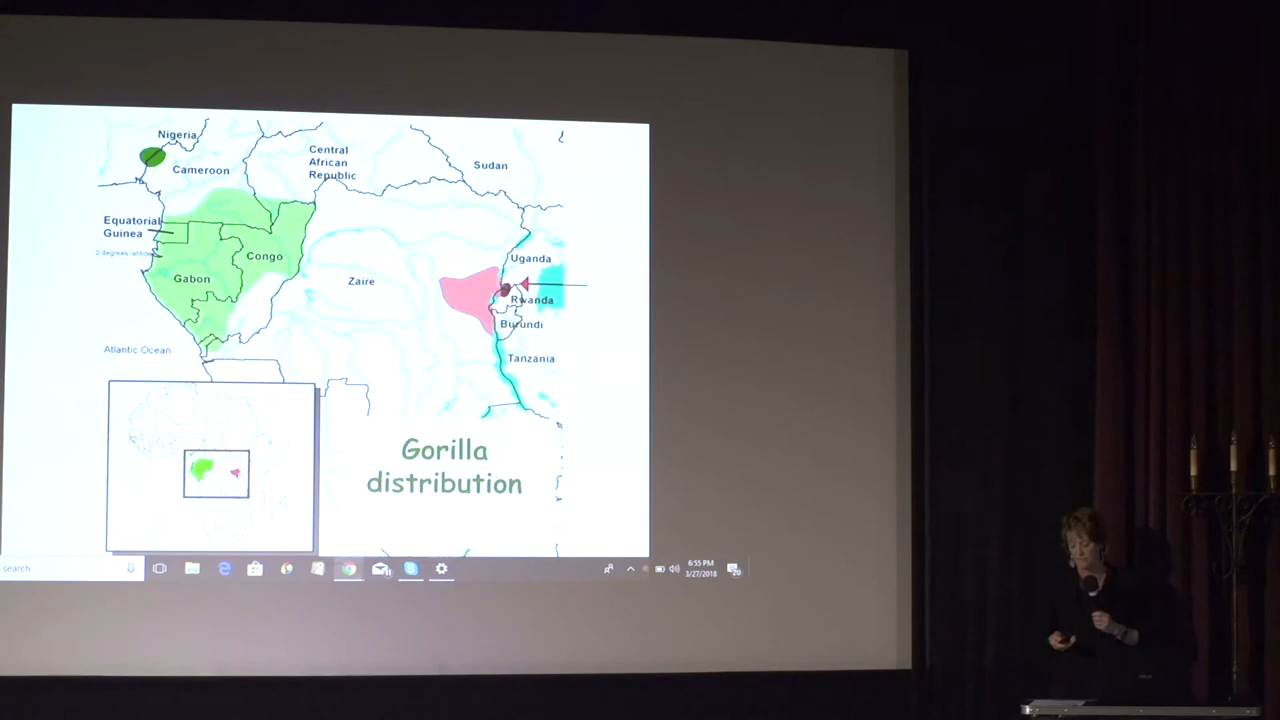 Nigeria
Cameroon
Central
African
Republic
Sudan
Equatorial
Guinea
Congo
Gabon
Zaire
Uganda
Rwanda
Burundi
Atlantic Ocean
Tanzania
Gorilla
distribution
search
6:55 PM
3/27/2018
20